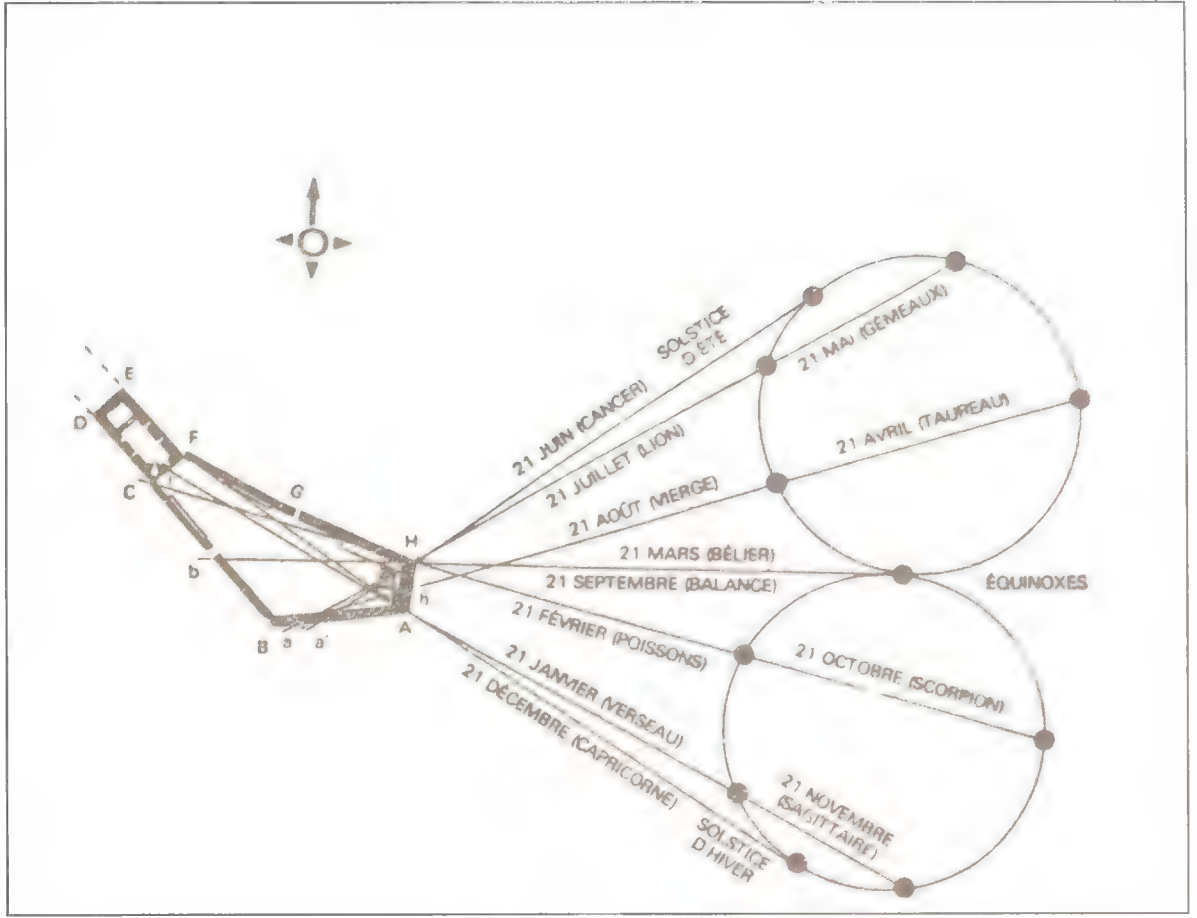 SOLSTICE
D'ÉTÉ
21 JUIN (CANCER)
21 JUILLET (LION)
21 MAI (GÉMEAUX)
21 AVRIL (TAUREAU)
21 AOÛT (VIERGE)
21 MARS (BÉLIER)
21 SEPTEMBRE (BALANCE)
ÉQUINOXES
21 FÉVRIER (POISSONS)
21 OCTOBRE (SCORPION)
21 JANVIER (VERSEAU)
21 DÉCEMBRE (CAPRICORNE)
21 NOVEMBRE
(SAGITTAIRE)
SOLSTICE
D'HIVER
E
D
F
C
G
H
b
h
A
B
a
a'